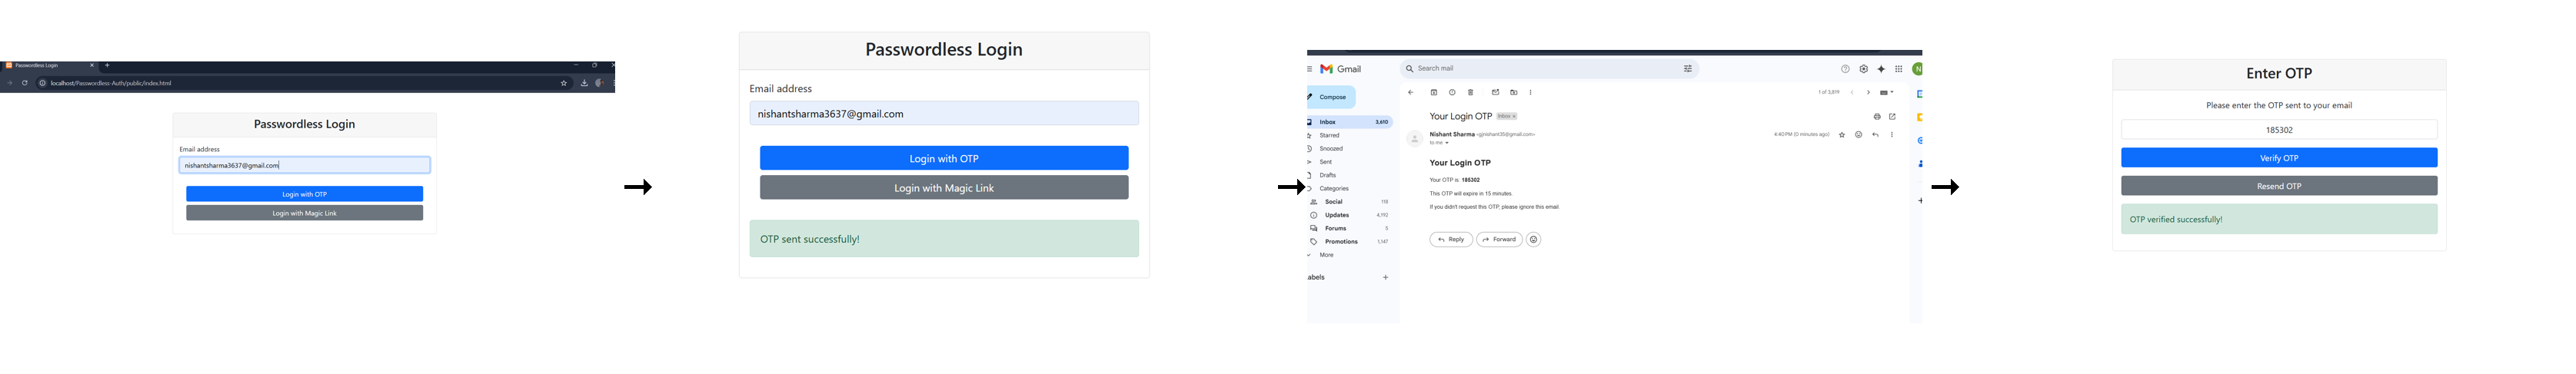 Passwordless Login
localhost/Passwordless-Auth/public/index.html
Passwordless Login
Email address
nishantsharma3637@gmail.com
Login with OTP
Login with Magic Link
Passwordless Login
Email address
nishantsharma3637@gmail.com
Login with OTP
Login with Magic Link
OTP sent successfully!
Gmail
Search mail
Compose
1 of 3,819
Inbox 3,610
Starred
Snoozed
Sent
Drafts
Categories
Social 110
Updates 4,192
Forums 5
Promotions 1,147
More
abels
N
Your Login OTP Inbox x
Nishant Sharma <gjnishant35@gmail.com>
4:40 PM (0 minutes ago)
to me
Your Login OTP
Your OTP is: 185302
This OTP will expire in 15 minutes.
If you didn't request this OTP, please ignore this email.
Reply
Forward
Enter OTP
Please enter the OTP sent to your email
185302
Verify OTP
Resend OTP
OTP verified successfully!